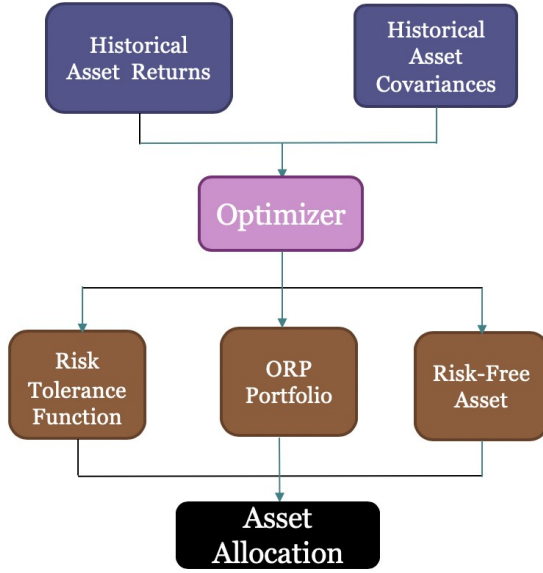 Historical
Asset Returns
Historical
Asset
Covariances
Optimizer
Risk
Tolerance
Function
ORP
Portfolio
Risk-Free
Asset
Asset
Allocation